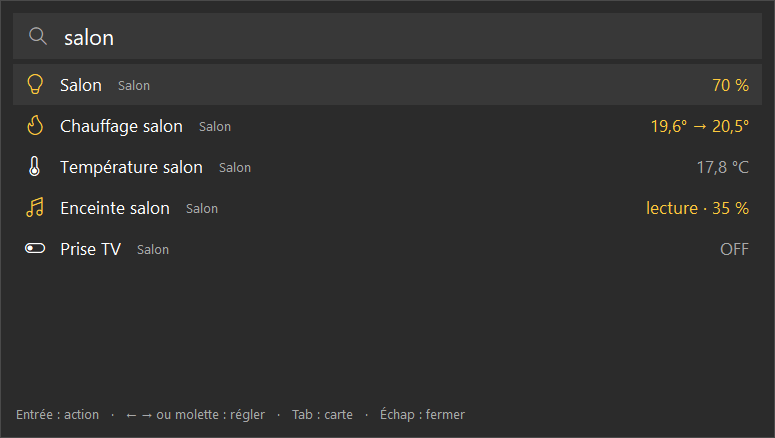 salon
Salon Salon 70 %
Chauffage salon Salon 19,6° → 20,5°
Température salon Salon 17,8 °C
Enceinte salon Salon lecture · 35 %
Prise TV Salon OFF
Entrée : action · ← → ou molette : régler · Tab : carte · Échap : fermer